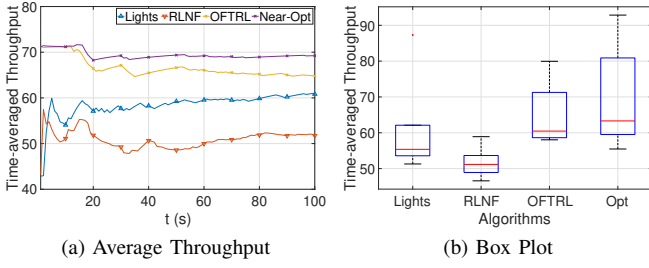 Lights RLNF OFTRL Near-Opt
Time-averaged Throughput
80
70
60
50
40
20 40 60 80 100
t (s)
(a) Average Throughput
Time-averaged Throughput
90
80
70
60
50
Lights RLNF OFTRL Opt
Algorithms
(b) Box Plot